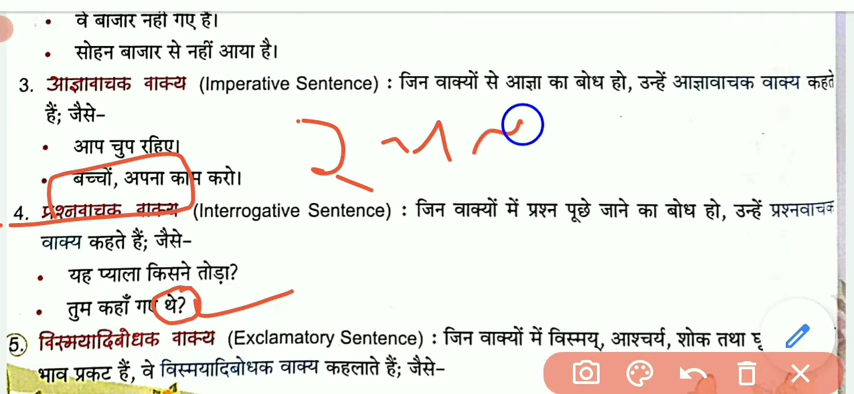 • वे बाजार नहीं गए हैं।
• सोहन बाजार से नहीं आया है।
3. आज्ञावाचक वाक्य (Imperative Sentence) : जिन वाक्यों से आज्ञा का बोध हो, उन्हें आज्ञावाचक वाक्य कहते
हैं; जैसे–
• आप चुप रहिए।
• बच्चों, अपना काम करो।
4. प्रश्नवाचक वाक्य (Interrogative Sentence) : जिन वाक्यों में प्रश्न पूछे जाने का बोध हो, उन्हें प्रश्नवाचक
वाक्य कहते हैं; जैसे–
• यह प्याला किसने तोड़ा?
• तुम कहाँ गए थे?
5. विस्मयादिबोधक वाक्य (Exclamatory Sentence) : जिन वाक्यों में विस्मय, आश्चर्य, शोक तथा
भाव प्रकट हैं, वे विस्मयादिबोधक वाक्य कहलाते हैं; जैसे–